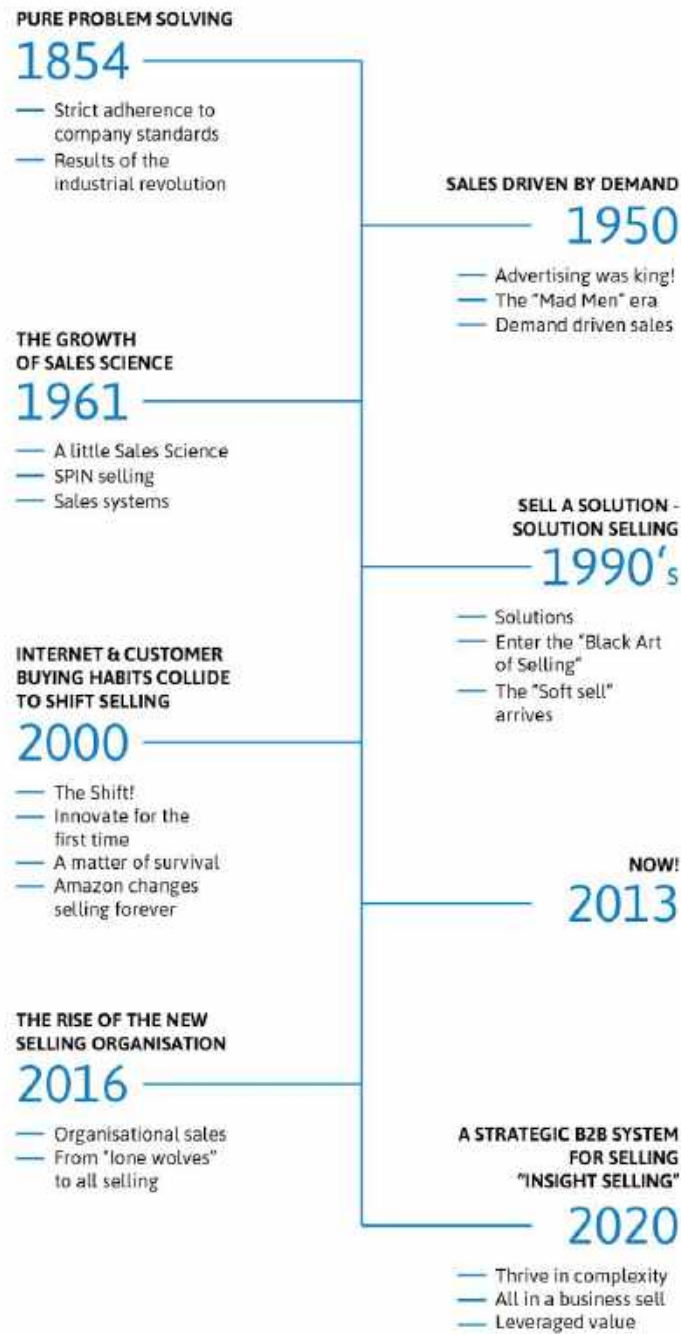 PURE PROBLEM SOLVING
1854
Strict adherence to
company standards
Results of the
industrial revolution
SALES DRIVEN BY DEMAND
1950
Advertising was king!
The "Mad Men" era
Demand driven sales
THE GROWTH
OF SALES SCIENCE
1961
A little Sales Science
SPIN selling
Sales systems
SELL A SOLUTION -
SOLUTION SELLING
1990‘s
Solutions
Enter the "Black Art
of Selling"
The "Soft sell"
arrives
INTERNET & CUSTOMER
BUYING HABITS COLLIDE
TO SHIFT SELLING
2000
The Shift!
Innovate for the
first time
A matter of survival
Amazon changes
selling forever
NOW!
2013
THE RISE OF THE NEW
SELLING ORGANISATION
2016
Organisational sales
From "lone wolves"
to all selling
A STRATEGIC B2B SYSTEM
FOR SELLING
"INSIGHT SELLING"
2020
Thrive in complexity
All in a business sell
Leveraged value